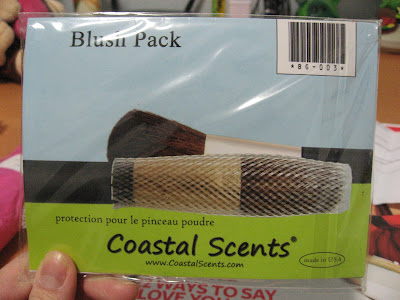 Blush Pack
*BG-003*
protection pour le pinceau poudre
Coastal Scents®
www.CoastalScents.com
made in USA
WAYS TO SAY
LOVE YOU